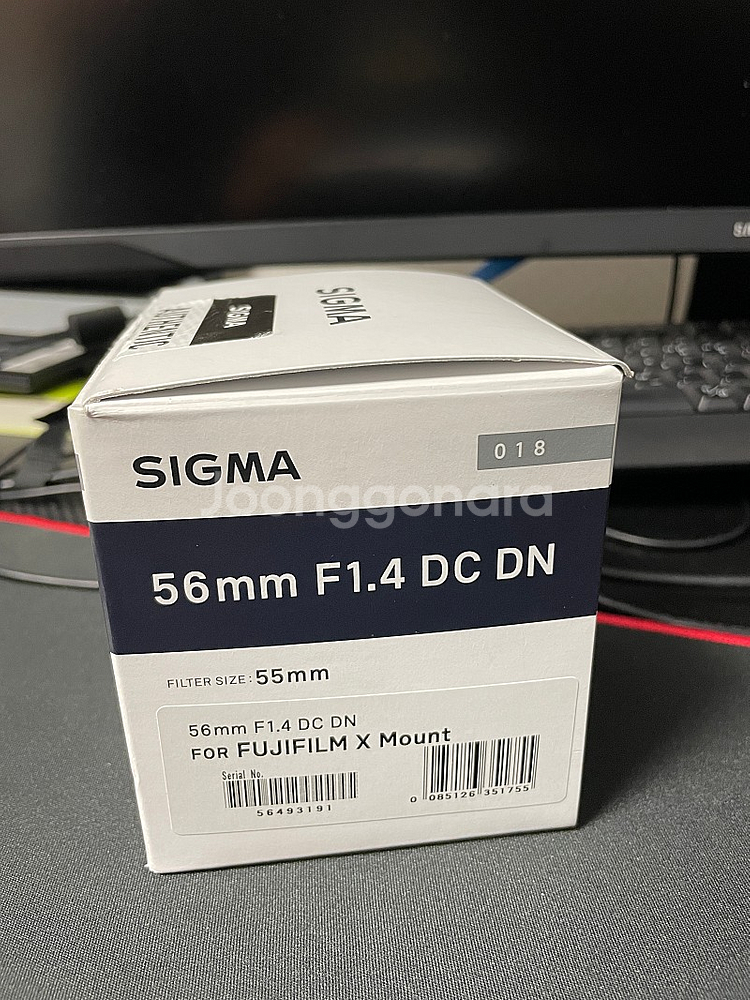 SIGMA
SIGMA
AUTHENTIC
SIGMA
018
Joonggonara
56mm F1.4 DC DN
FILTER SIZE: 55mm
56mm F1.4 DC DN
FOR FUJIFILM X Mount
Serial No.
56493191
0 085126 351755